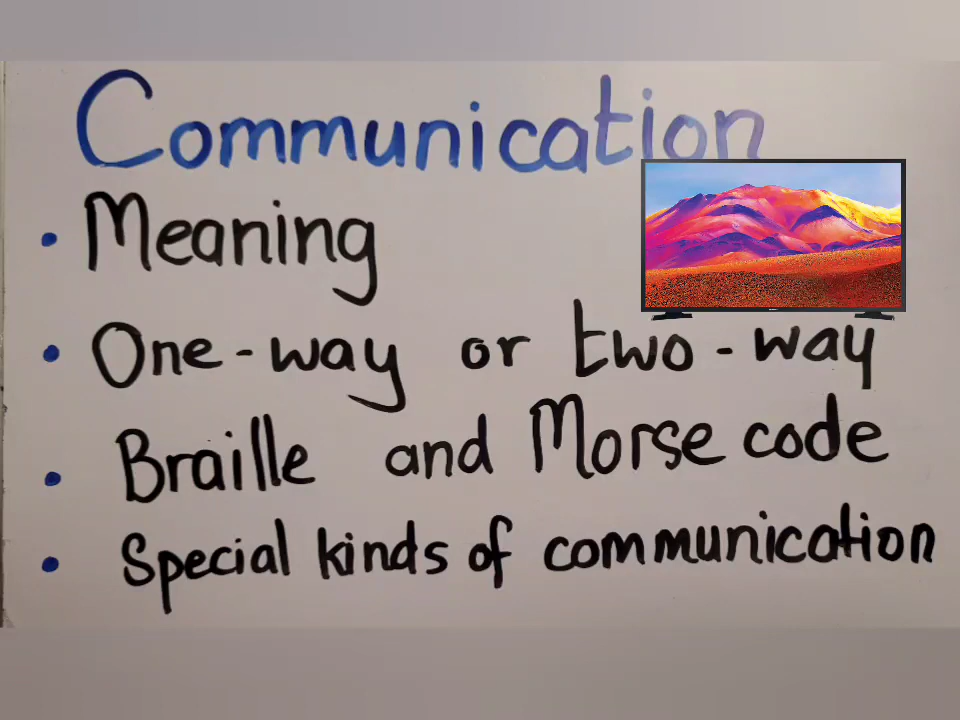 Communication
• Meaning
• One-way or two-way
• Braille and Morse code
• Special kinds of communication